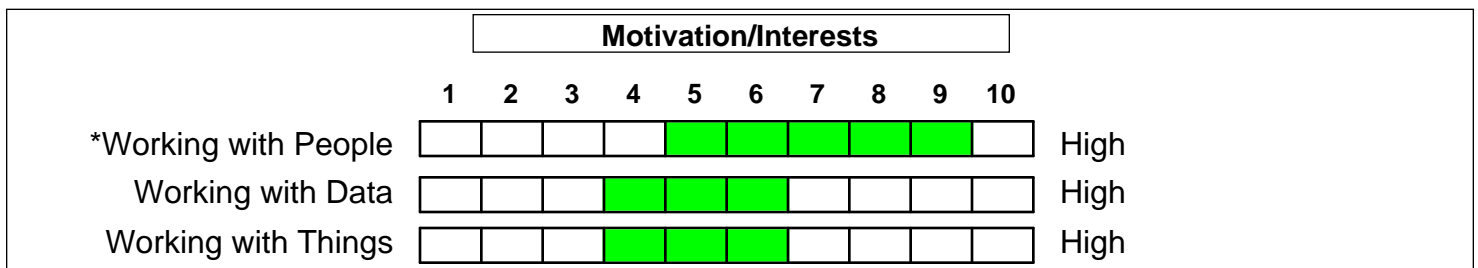 Motivation/Interests
1 2 3 4 5 6 7 8 9 10
*Working with People High
Working with Data High
Working with Things High